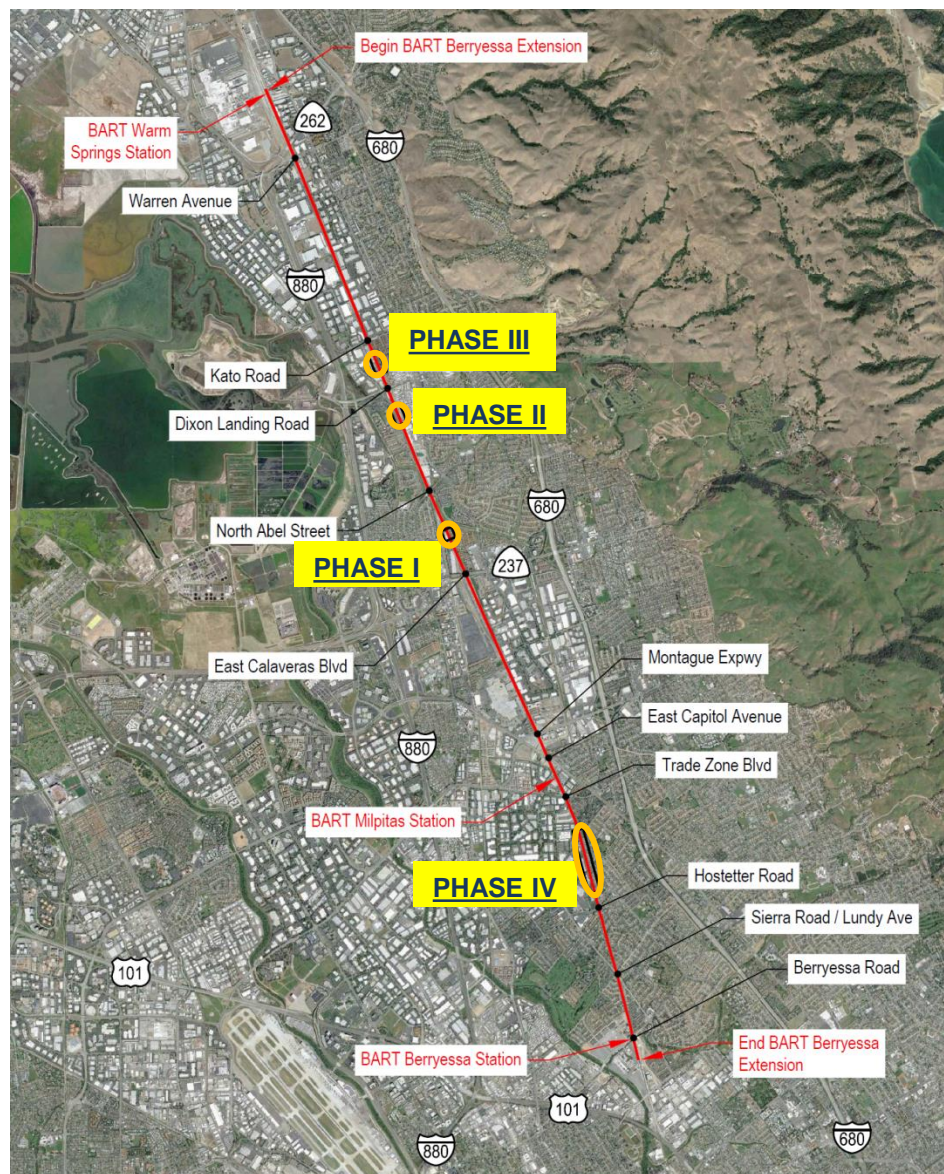 Begin BART Berryessa Extension
262
BART Warm
Springs Station
680
Warren Avenue
880
PHASE III
Kato Road
PHASE II
Dixon Landing Road
North Abel Street
680
PHASE I
237
East Calaveras Blvd
Montague Expwy
880
East Capitol Avenue
Trade Zone Blvd
BART Milpitas Station
PHASE IV
Hostetter Road
Sierra Road / Lundy Ave
101
Berryessa Road
BART Berryessa Station
End BART Berryessa
Extension
101
880
680